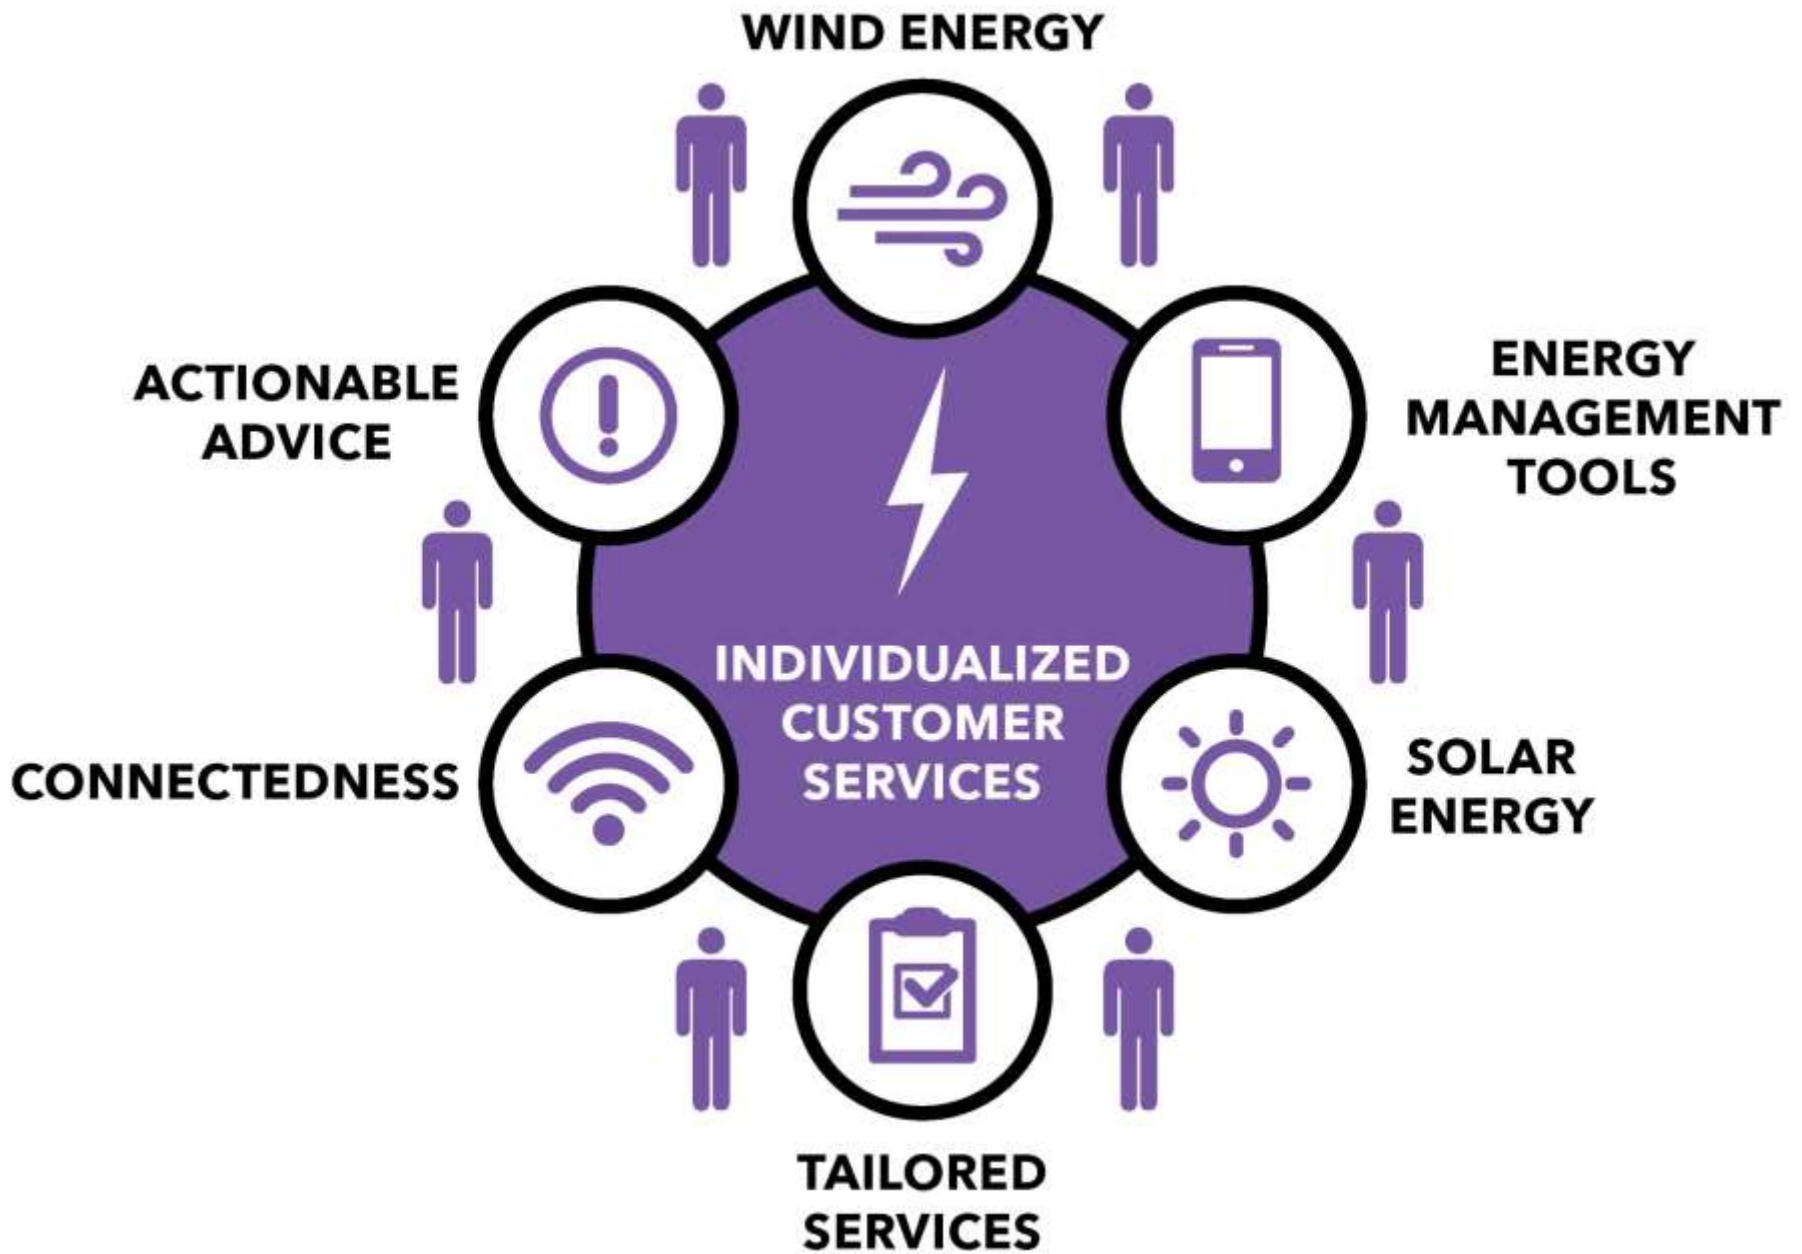 WIND ENERGY
ENERGY
MANAGEMENT
TOOLS
ACTIONABLE
ADVICE
INDIVIDUALIZED
CUSTOMER
SERVICES
SOLAR
ENERGY
CONNECTEDNESS
TAILORED
SERVICES